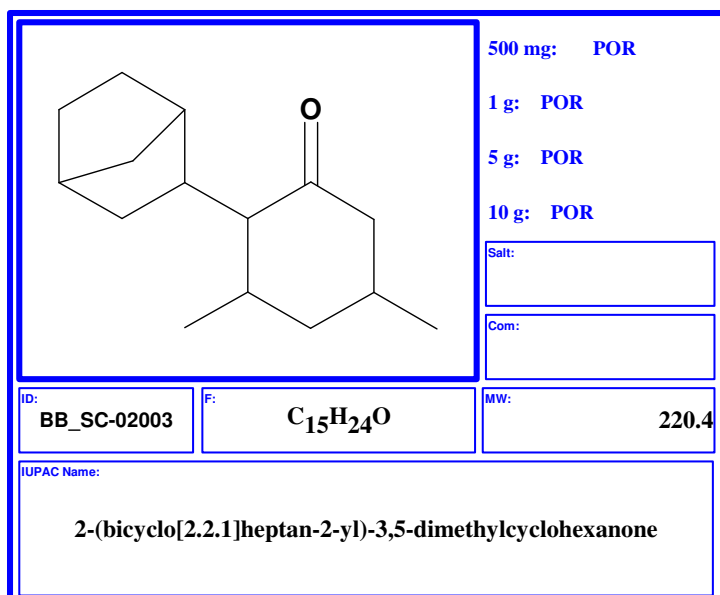 O
500 mg: POR
1 g: POR
5 g: POR
10 g: POR
Salt:
Com:
ID:
BB_SC-02003
F:
C15H24O
MW:
220.4
IUPAC Name:
2-(bicyclo[2.2.1]heptan-2-yl)-3,5-dimethylcyclohexanone